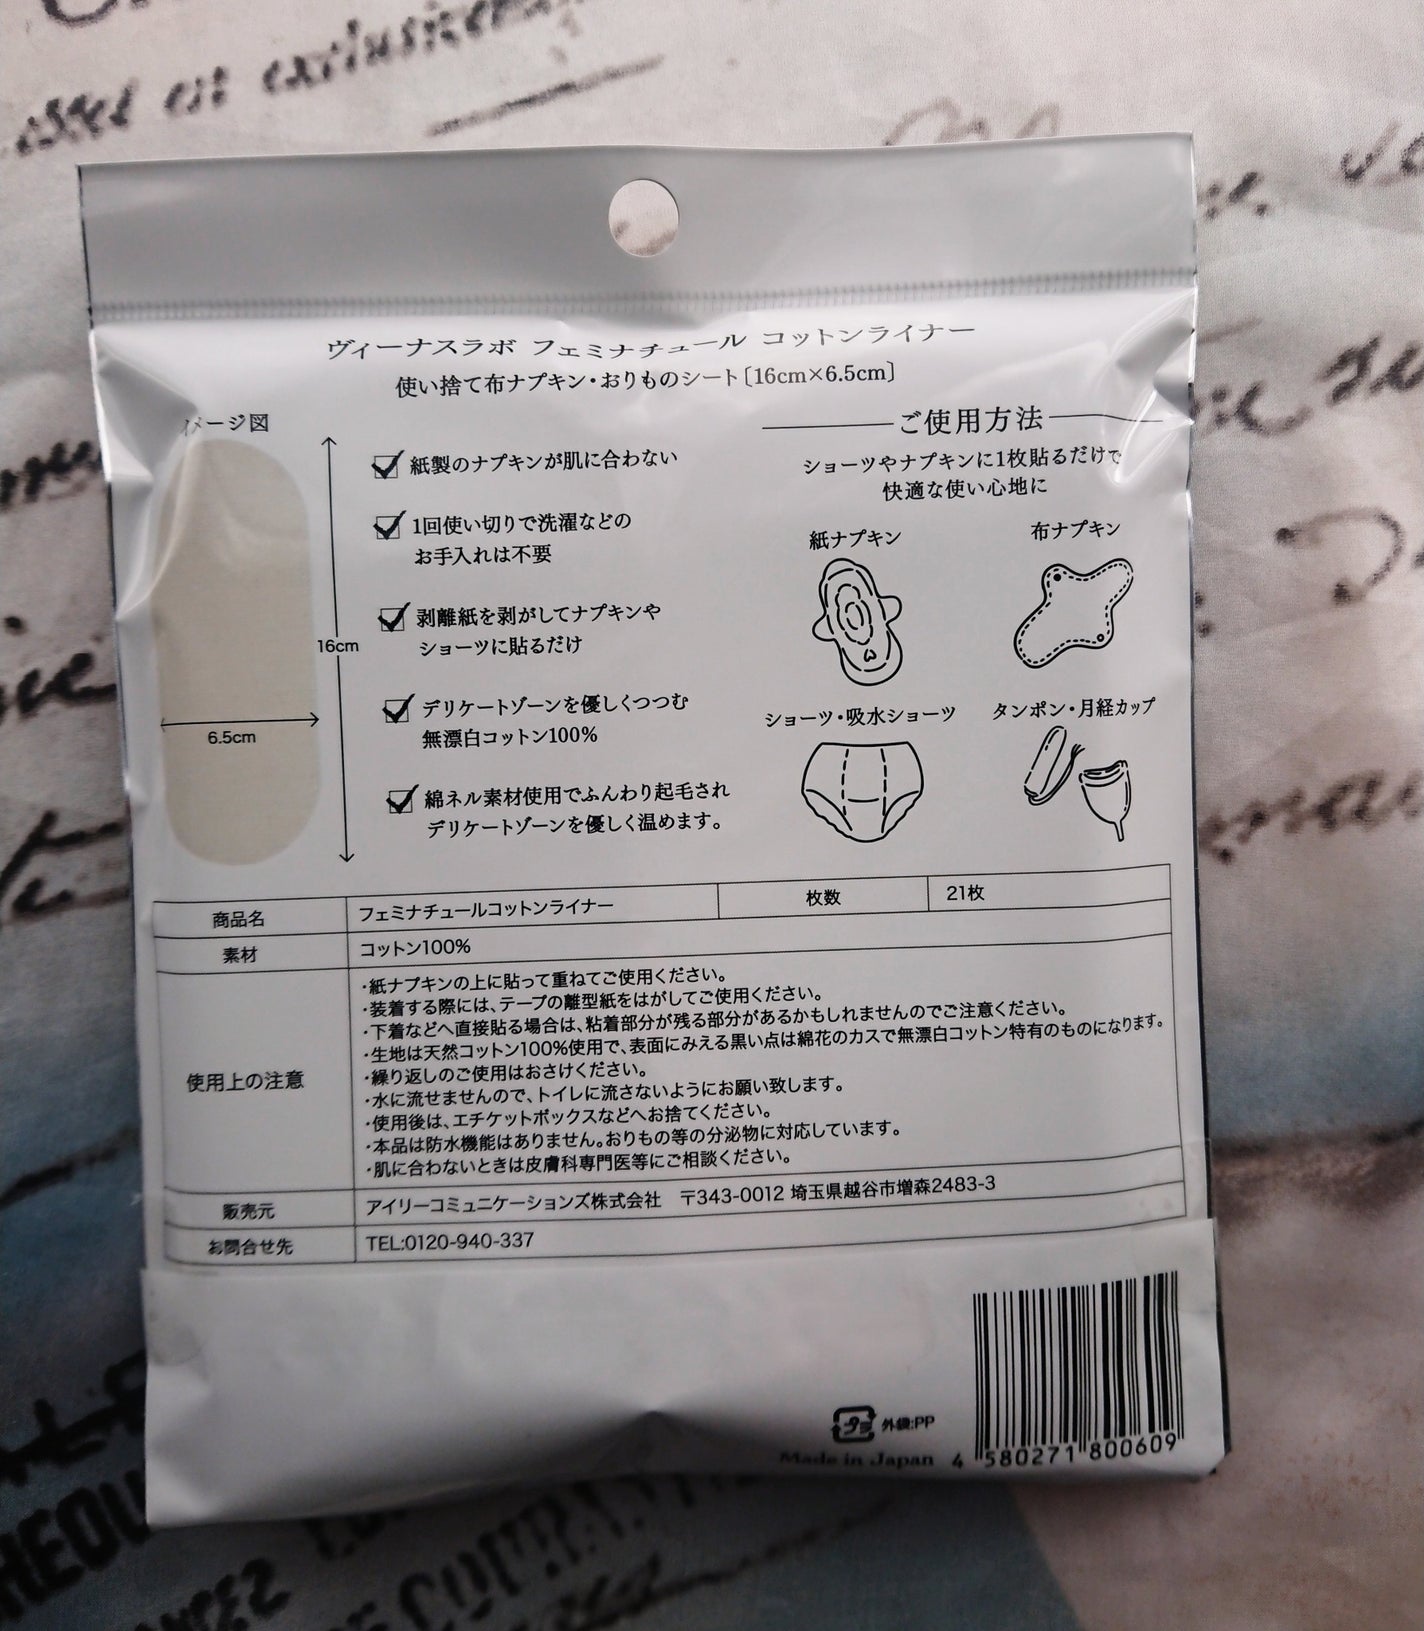 ヴィーナスラボ フェミナチュール コットンライナー
使い捨て布ナプキン・おりものシート〔16cm×6.5cm〕
イメージ図
16cm
6.5cm
紙製のナプキンが肌に合わない
1回使い切りで洗濯などの
お手入れは不要
剥離紙を剥がしてナプキンや
ショーツに貼るだけ
デリケートゾーンを優しくつつむ
無漂白コットン100%
綿ネル素材使用でふんわり起毛され
デリケートゾーンを優しく温めます。
ご使用方法
ショーツやナプキンに1枚貼るだけで
快適な使い心地に
紙ナプキン
布ナプキン
ショーツ・吸水ショーツ
タンポン・月経カップ
商品名 フェミナチュールコットンライナー 枚数 21枚
素材 コットン100%
使用上の注意
・紙ナプキンの上に貼って重ねてご使用ください。
・装着する際には、テープの離型紙をはがしてご使用ください。
・下着などへ直接貼る場合は、粘着部分が残る部分があるかもしれませんのでご注意ください。
・生地は天然コットン100%使用で、表面にみえる黒い点は綿花のカスで無漂白コットン特有のものになります。
・繰り返しのご使用はおさけください。
・水に流せませんので、トイレに流さないようにお願い致します。
・使用後は、エチケットボックスなどへお捨てください。
・本品は防水機能はありません。おりもの等の分泌物に対応しています。
・肌に合わないときは皮膚科専門医等にご相談ください。
販売元 アイリーコミュニケーションズ株式会社 〒343-0012 埼玉県越谷市増森2483-3
お問合せ先 TEL:0120-940-337
プラ 外袋:PP
Made in Japan
4 580271 800609
est exclusivem